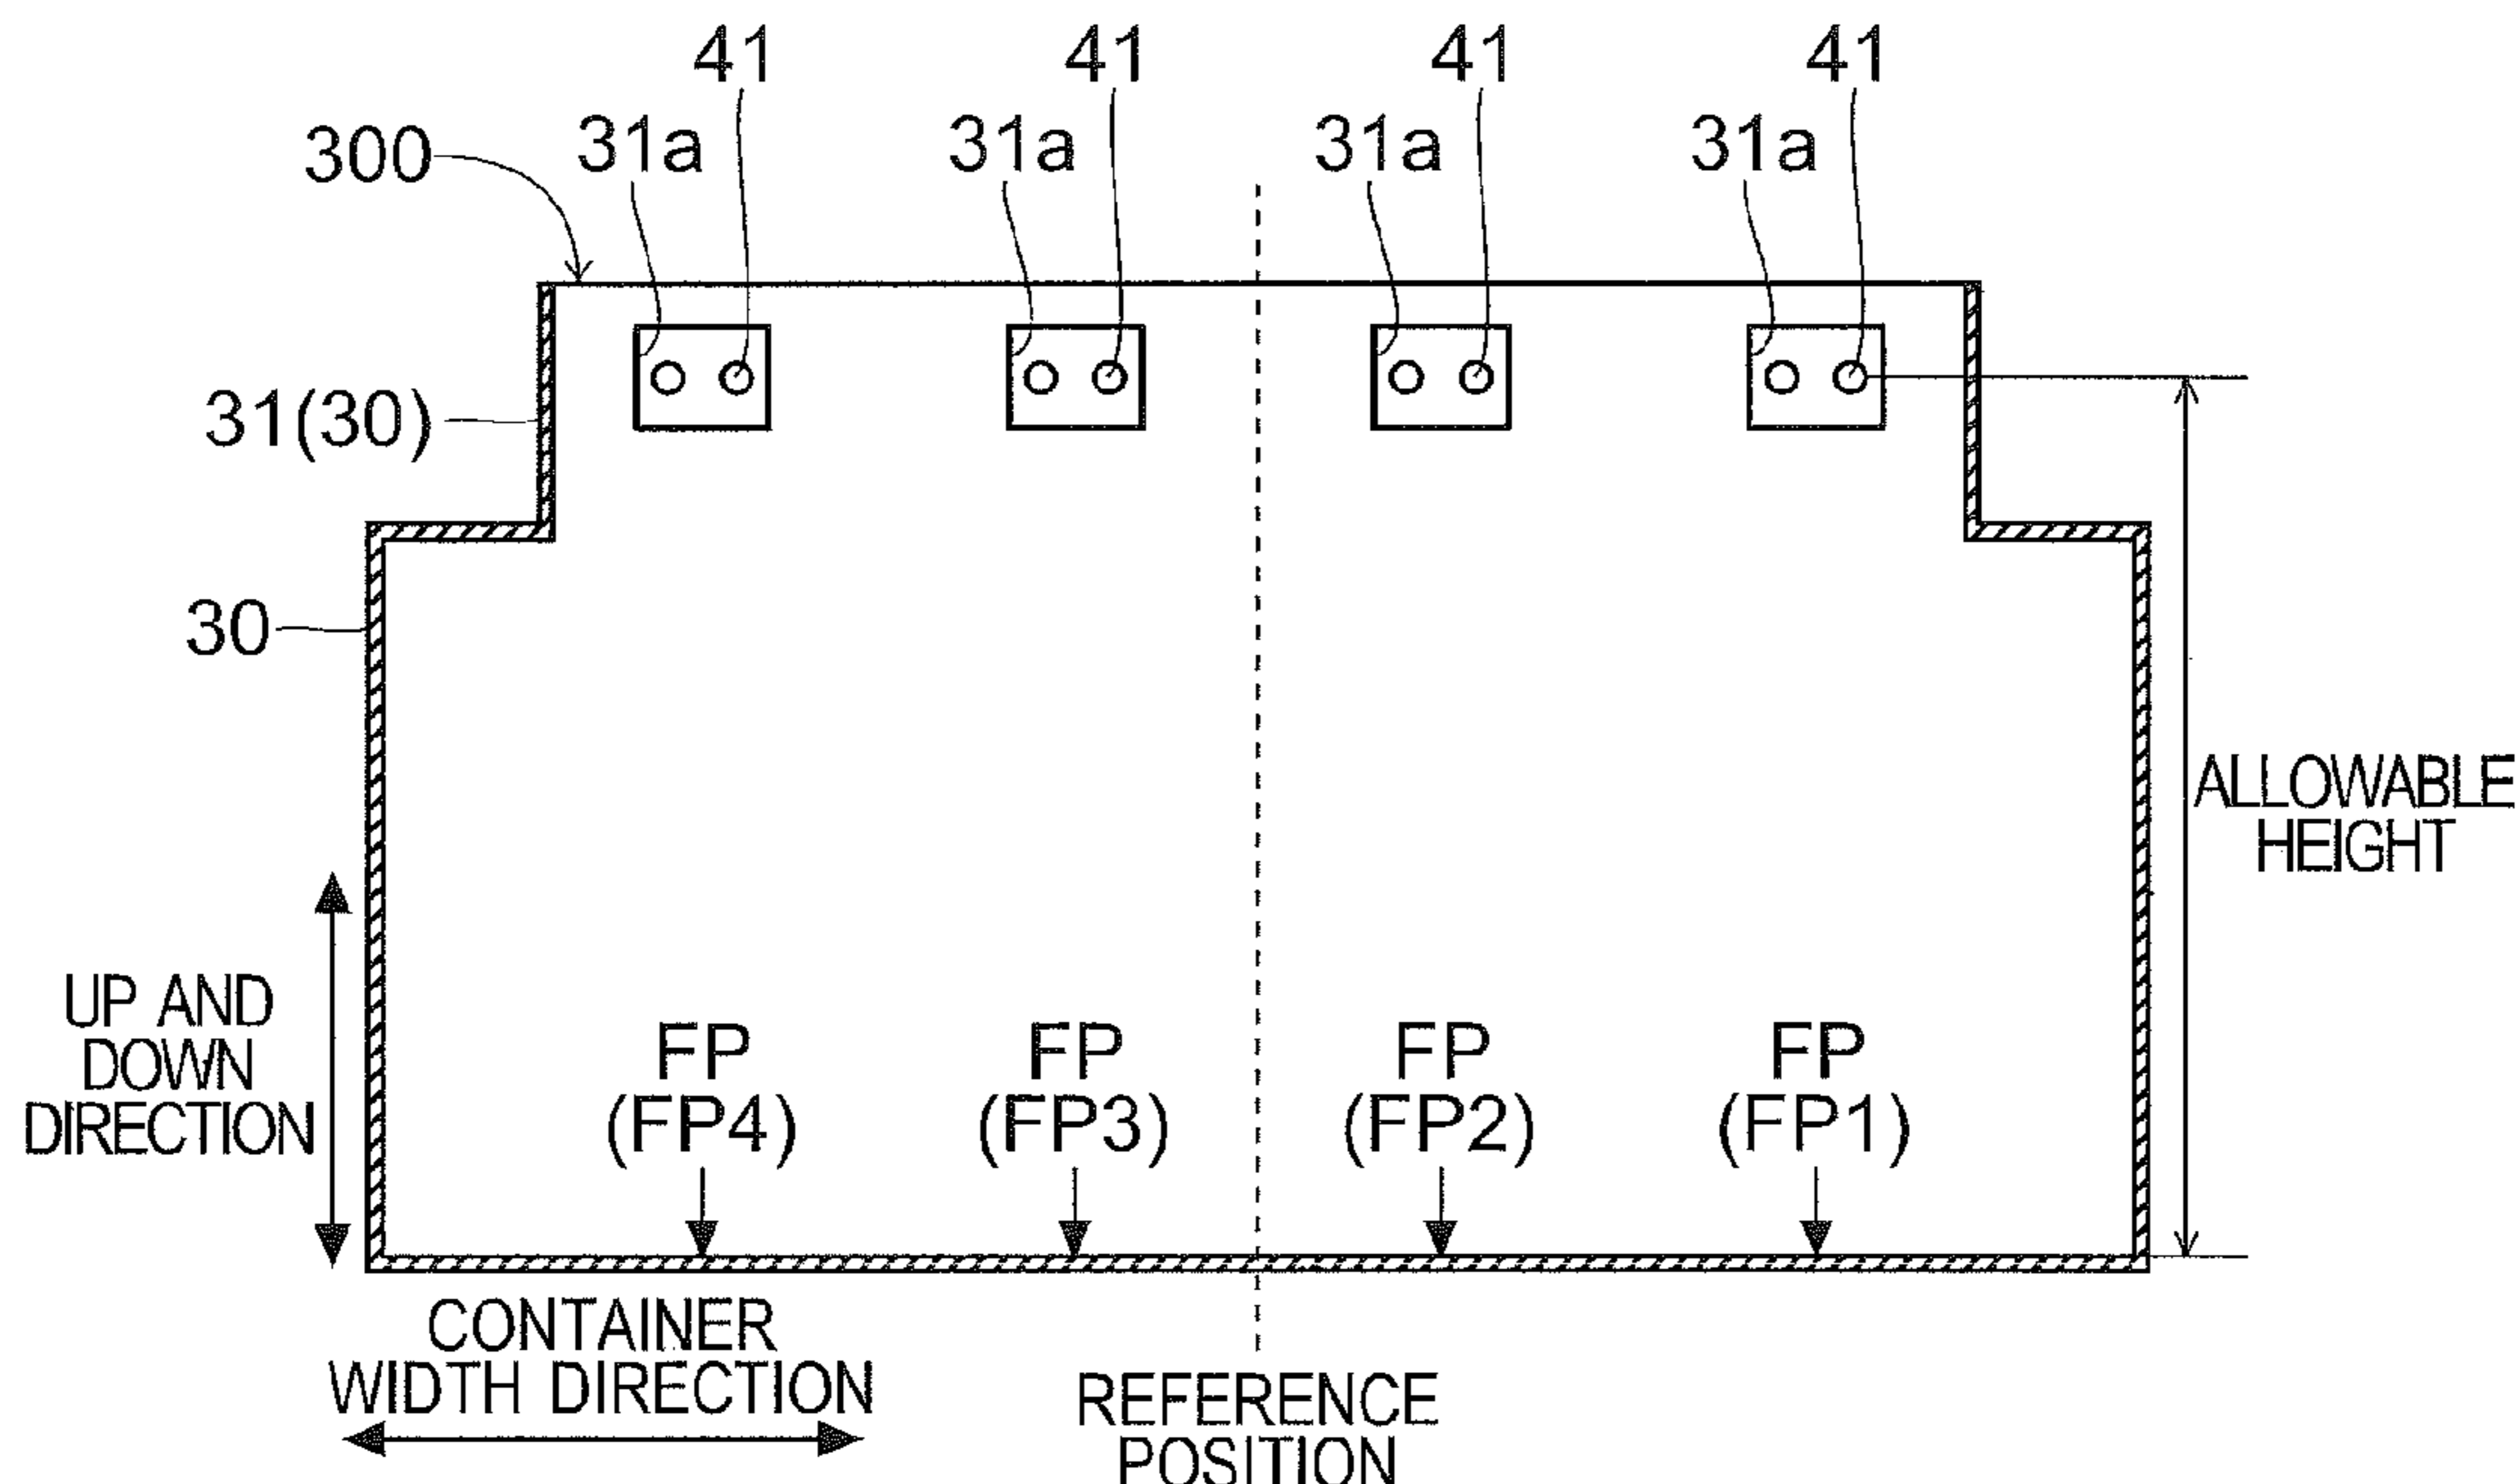 41 41 41 41
300 31a 31a 31a 31a
31(30)
30
ALLOWABLE
HEIGHT
UP AND
DOWN
DIRECTION
FP FP FP FP
(FP4) (FP3) (FP2) (FP1)
CONTAINER
WIDTH DIRECTION
REFERENCE
POSITION